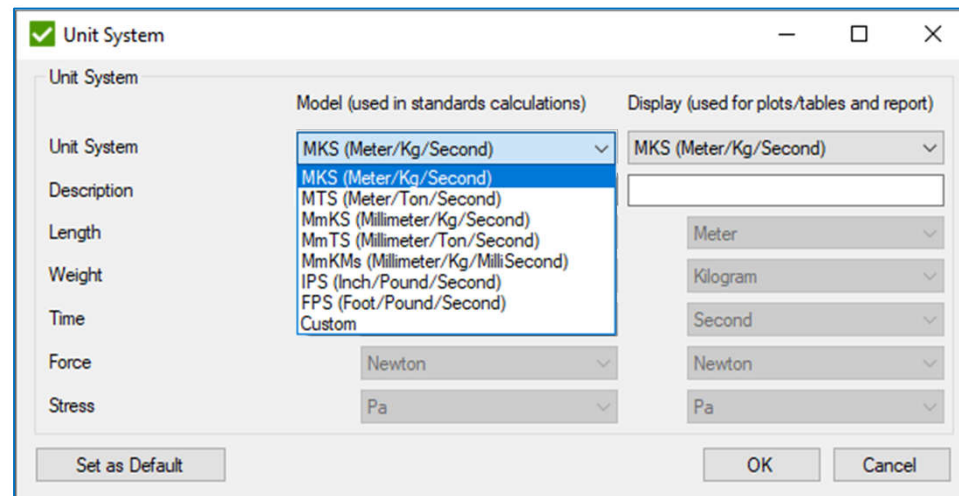 Unit System
Unit System
Model (used in standards calculations) Display (used for plots/tables and report)
Unit System MKS (Meter/Kg/Second) MKS (Meter/Kg/Second)
MKS (Meter/Kg/Second)
Description
MTS (Meter/Ton/Second)
MmKS (Millimeter/Kg/Second)
Length Meter
MmTS (Millimeter/Ton/Second)
MmKMs (Millimeter/Kg/MilliSecond)
Weight Kilogram
IPS (Inch/Pound/Second)
FPS (Foot/Pound/Second)
Time Second
Custom
Force Newton Newton
Stress Pa Pa
Set as Default OK Cancel